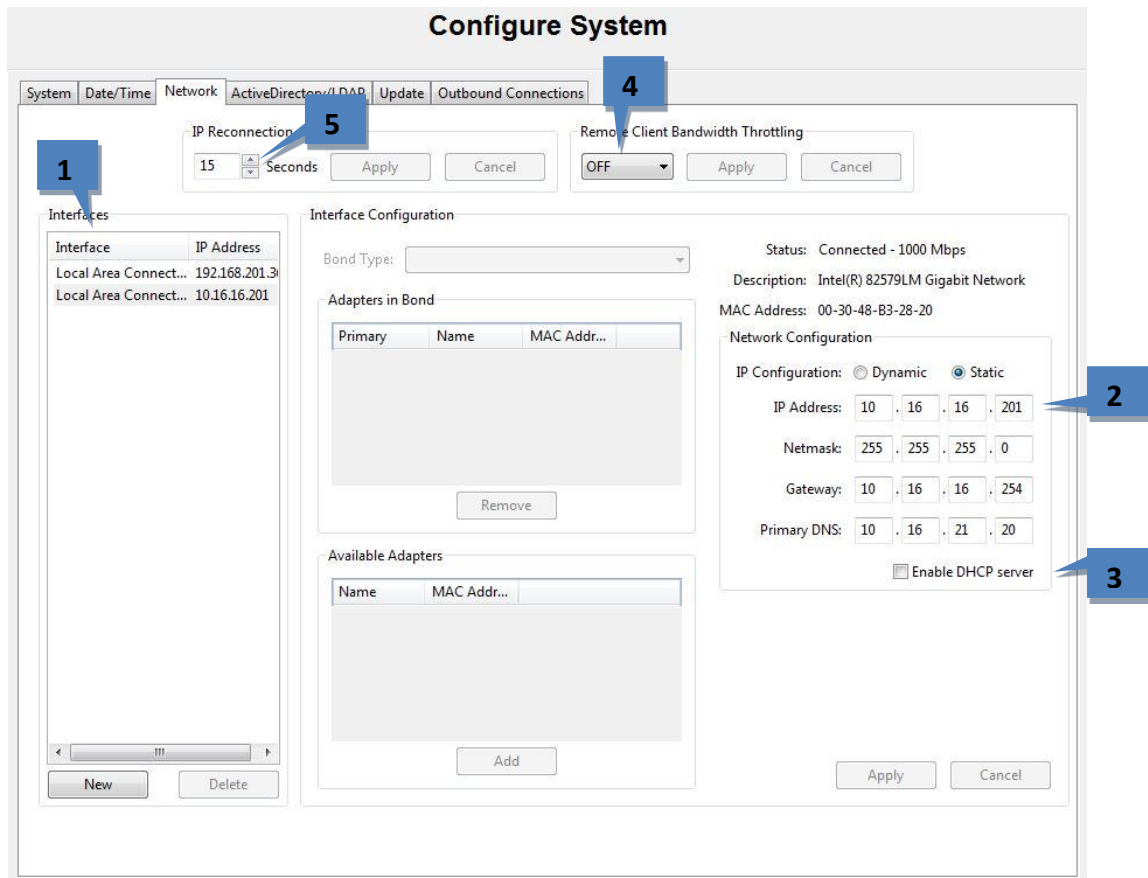 Configure System
4
System Date/Time Network ActiveDirectory/LDAP Update Outbound Connections
5
IP Reconnection
Remote Client Bandwidth Throttling
1
15 Seconds Apply Cancel
OFF Apply Cancel
Interfaces
Interface IP Address
Local Area Connect... 192.168.201.3
Local Area Connect... 10.16.16.201
New Delete
Interface Configuration
Bond Type:
Adapters in Bond
Primary Name MAC Addr...
Remove
Available Adapters
Name MAC Addr...
Add
Status: Connected - 1000 Mbps
Description: Intel(R) 82579LM Gigabit Network
MAC Address: 00-30-48-B3-28-20
Network Configuration
IP Configuration: Dynamic Static
2
IP Address: 10 . 16 . 16 . 201
Netmask: 255 . 255 . 255 . 0
Gateway: 10 . 16 . 16 . 254
Primary DNS: 10 . 16 . 21 . 20
Enable DHCP server
3
Apply Cancel